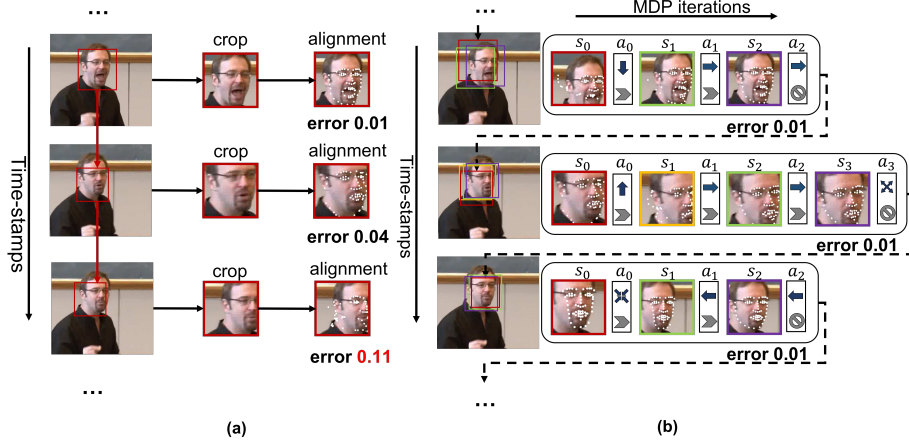 ...
crop
alignment
error 0.01
crop
alignment
error 0.04
crop
alignment
error 0.11
...
Time-stamps
(a)
...
MDP iterations
s₀ a₀ s₁ a₁ s₂ a₂
error 0.01
s₀ a₀ s₁ a₁ s₂ a₂ s₃ a₃
error 0.01
s₀ a₀ s₁ a₁ s₂ a₂
error 0.01
...
Time-stamps
(b)